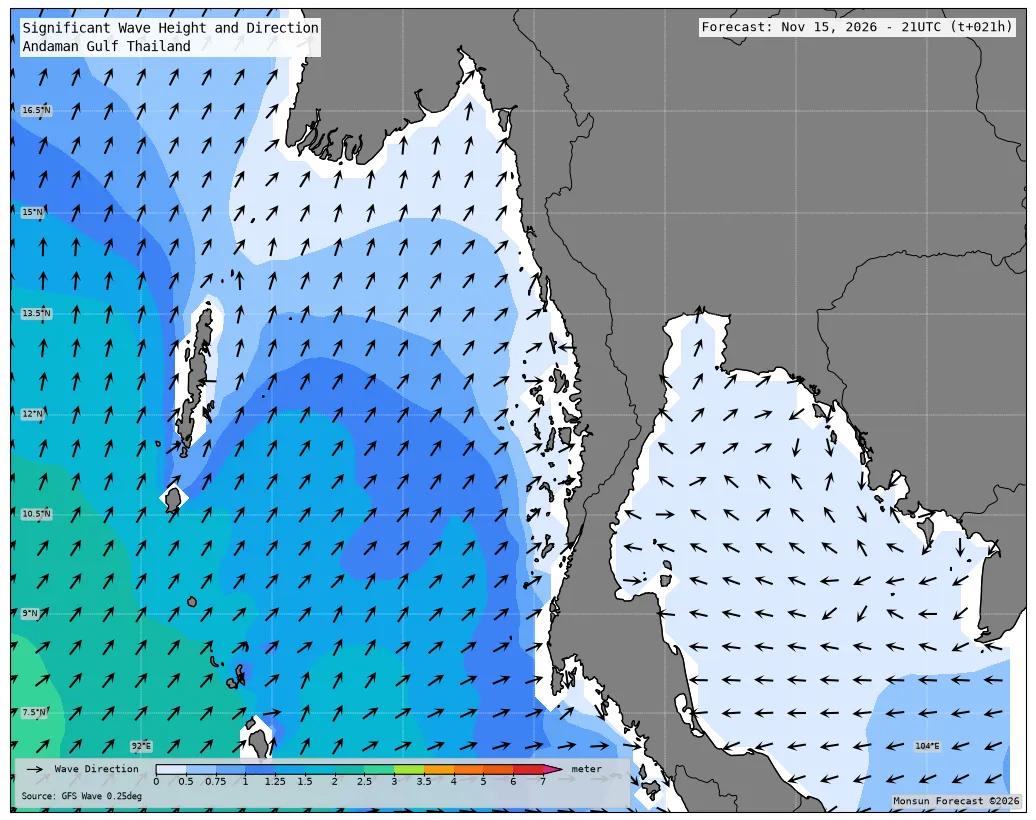 Significant Wave Height and Direction
Andaman Gulf Thailand
Forecast: Nov 15, 2026 - 21UTC (t+021h)
16.5°N
15°N
13.5°N
12°N
10.5°N
9°N
7.5°N
92°E
104°E
Wave Direction
meter
0 0.5 0.75 1 1.25 1.5 2 2.5 3 3.5 4 5 6 7
Source: GFS Wave 0.25deg
Monsun Forecast ©2026